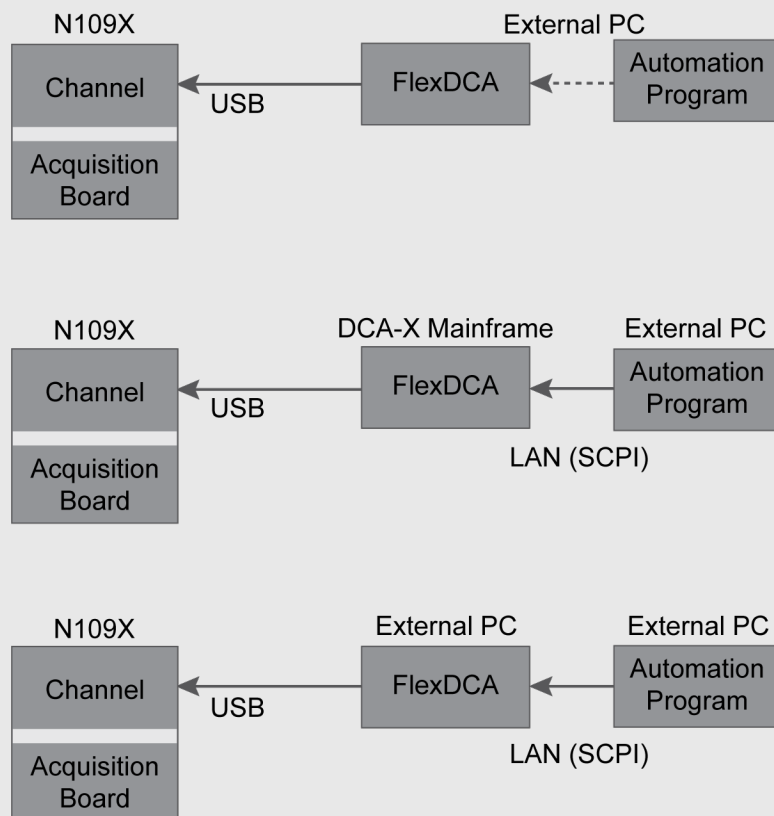 N109X
External PC
Channel
USB
FlexDCA
Automation
Program
Acquisition
Board
N109X
DCA-X Mainframe
External PC
Channel
USB
FlexDCA
Automation
Program
LAN (SCPI)
Acquisition
Board
N109X
External PC
External PC
Channel
USB
FlexDCA
Automation
Program
LAN (SCPI)
Acquisition
Board